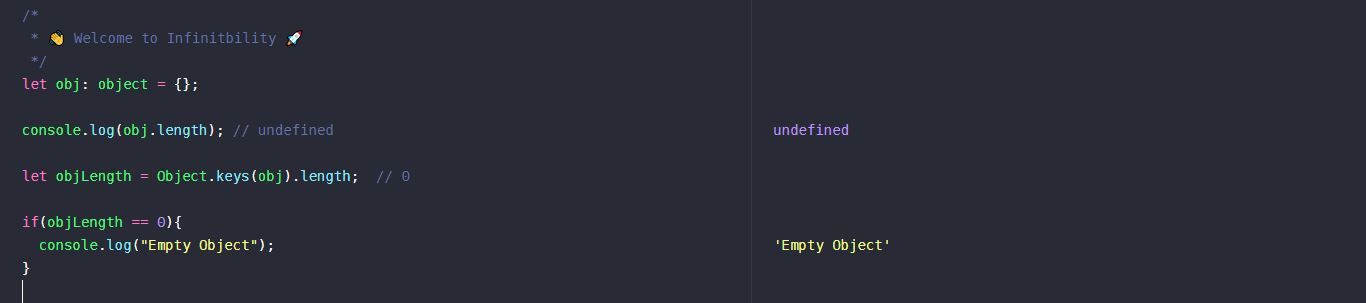 /*
 * 👋 Welcome to Infinitbility 🚀
 */
let obj: object = {};
console.log(obj.length); // undefined
undefined
let objLength = Object.keys(obj).length;  // 0
if(objLength == 0){
  console.log("Empty Object");
'Empty Object'
}